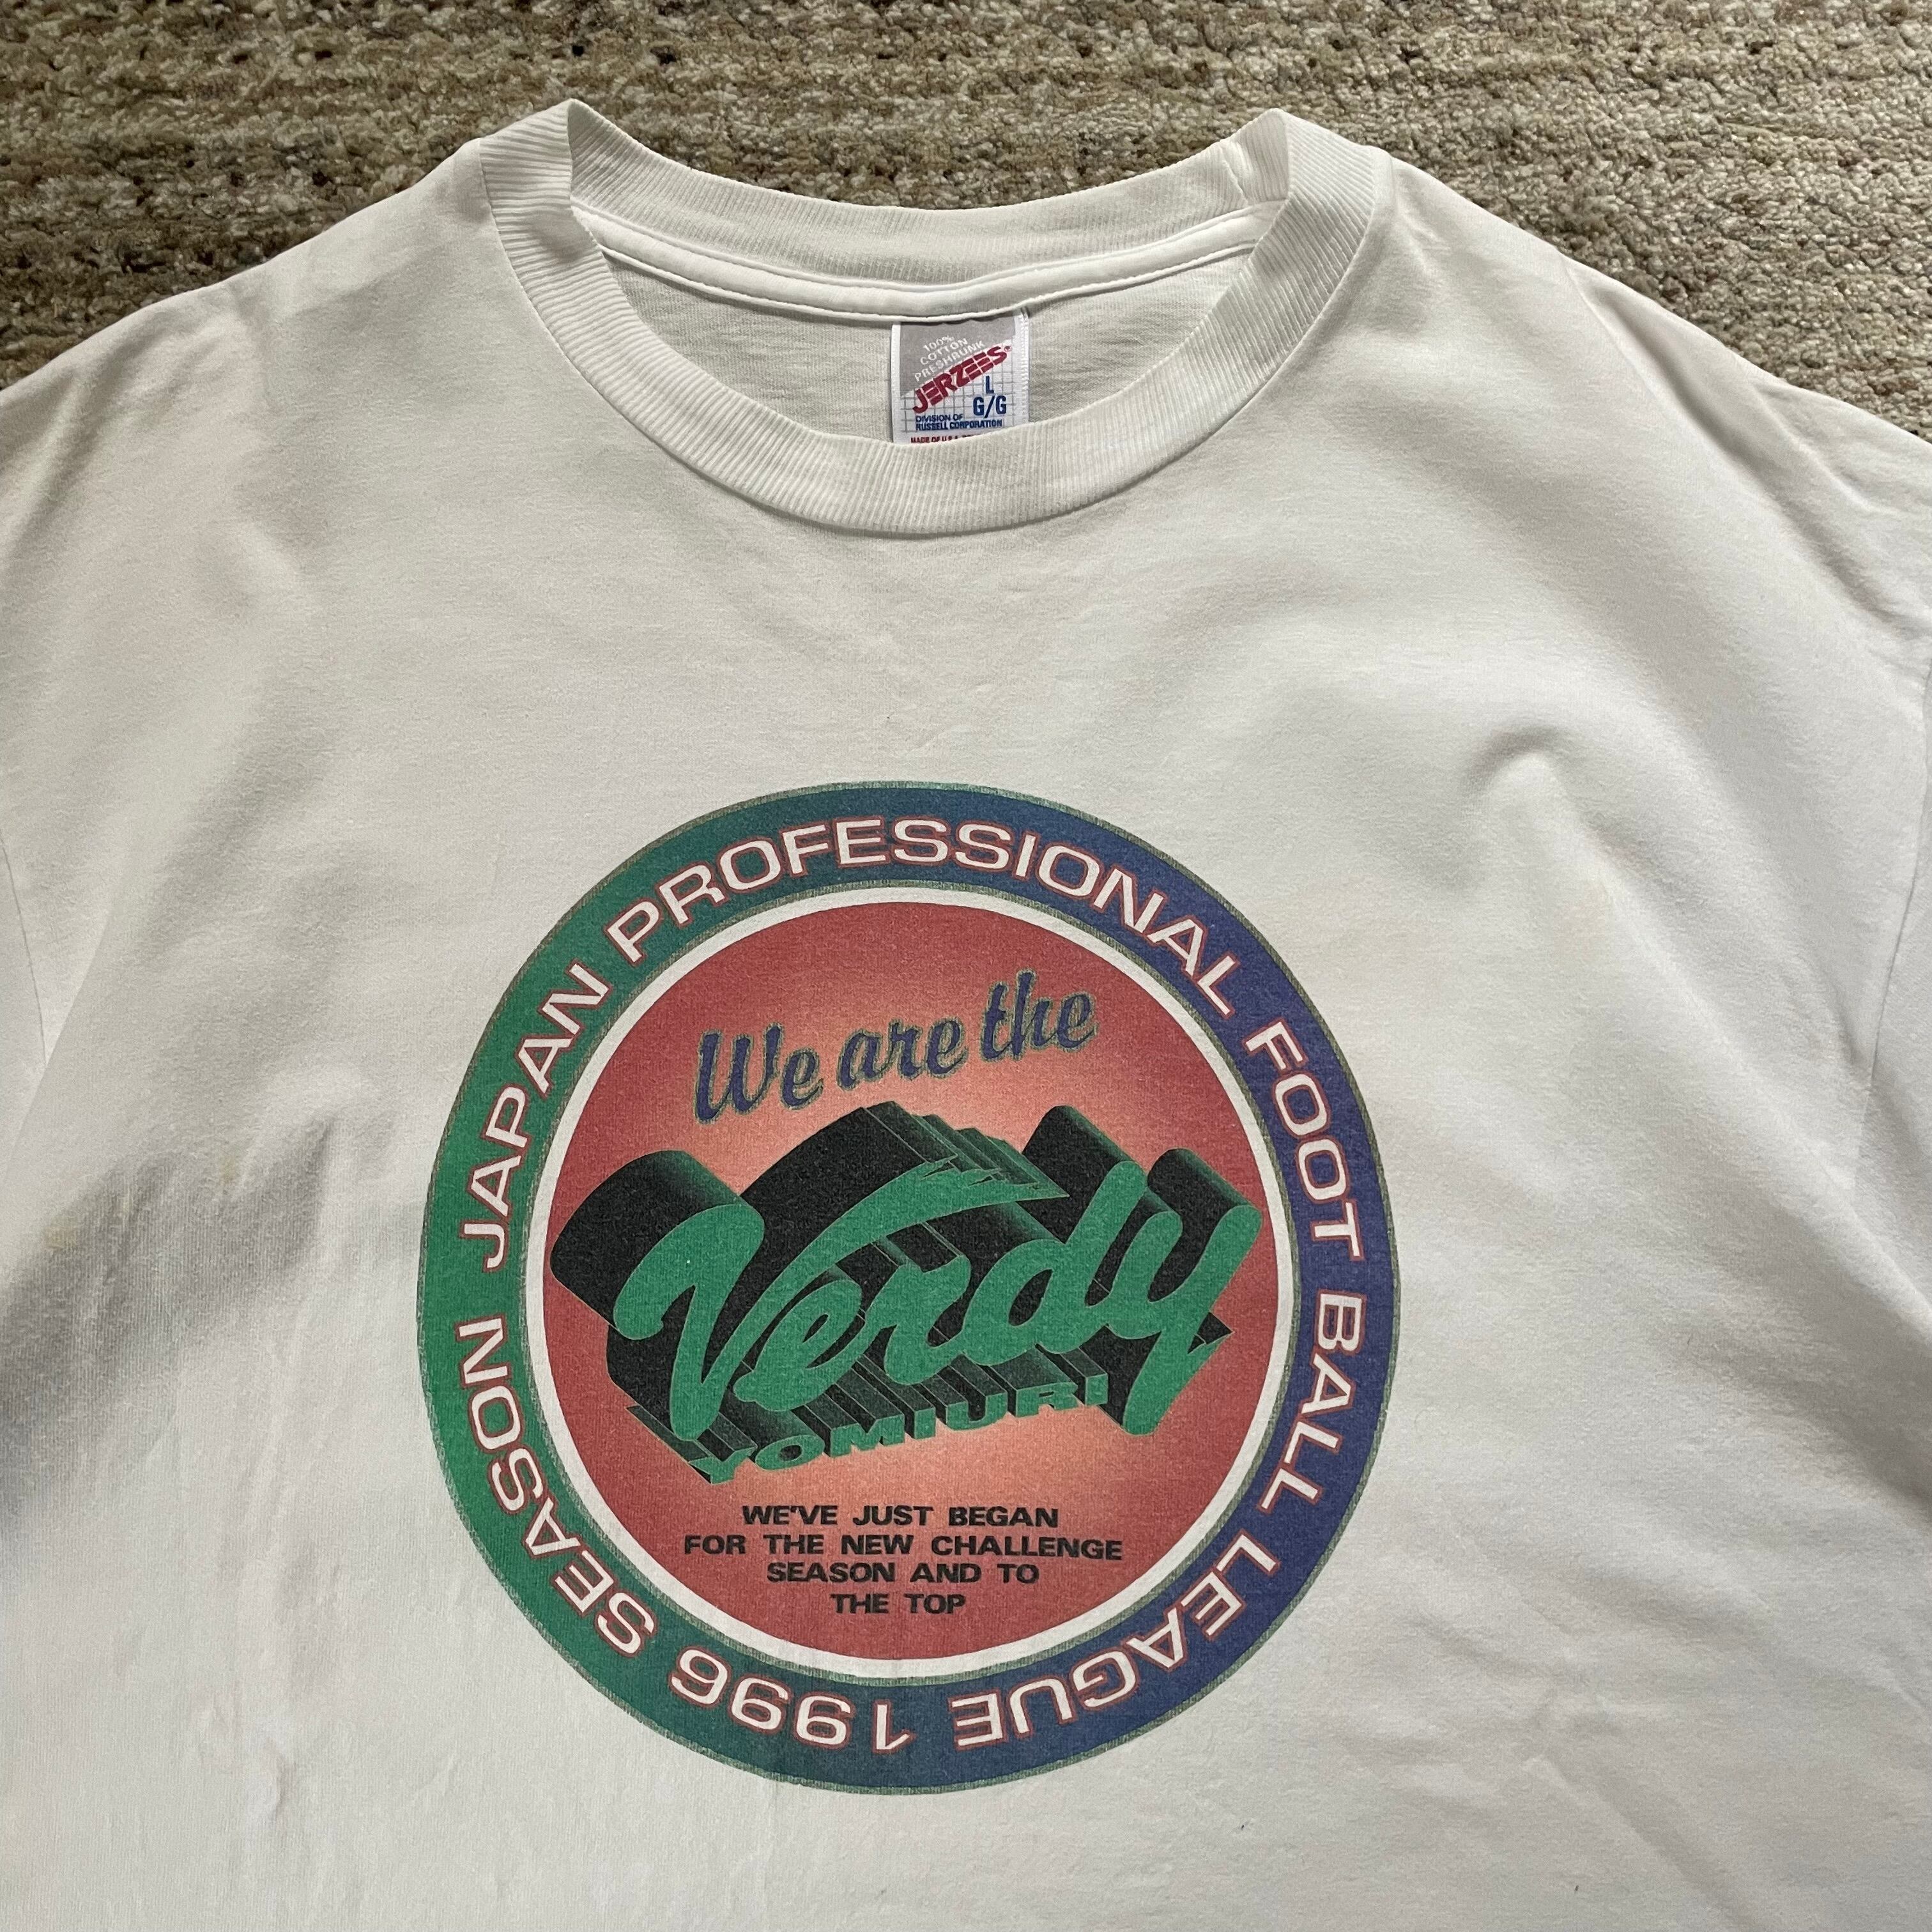 100%
COTTON
PRESHRUNK
JERZEES®
L
G/G
DIVISION OF
RUSSELL CORPORATION
JAPAN PROFESSIONAL FOOT BALL LEAGUE 1996 SEASON
We are the
Verdy
YOMIURI
WE'VE JUST BEGAN
FOR THE NEW CHALLENGE
SEASON AND TO
THE TOP